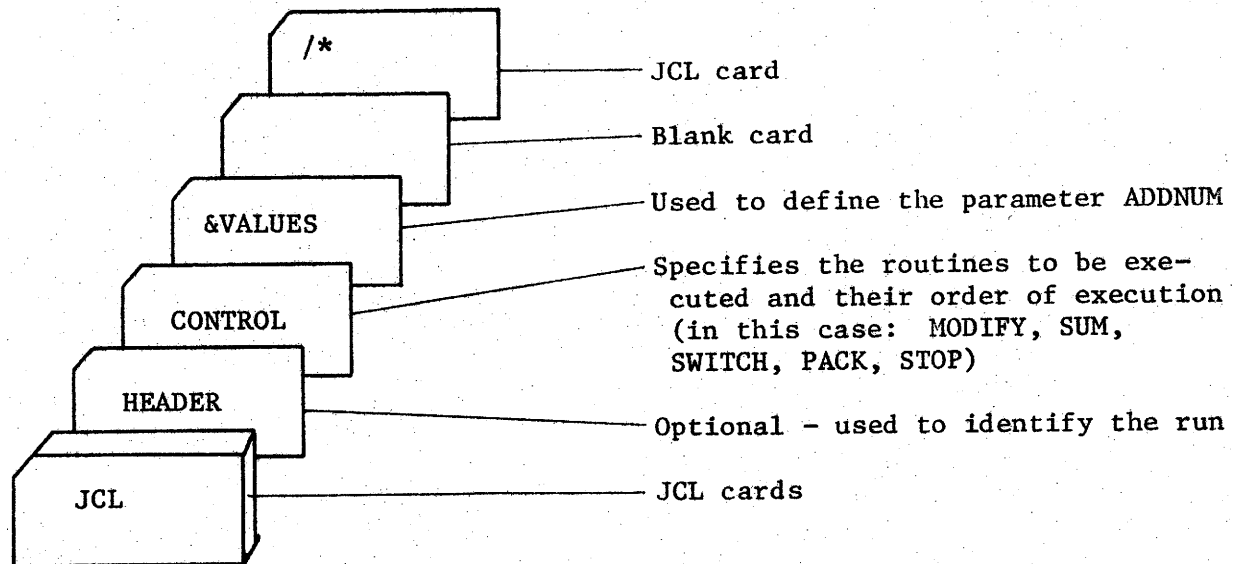 /*
JCL card
Blank card
&VALUES
Used to define the parameter ADDNUM
CONTROL
Specifies the routines to be exe-
cuted and their order of execution
(in this case: MODIFY, SUM,
SWITCH, PACK, STOP)
HEADER
Optional - used to identify the run
JCL
JCL cards